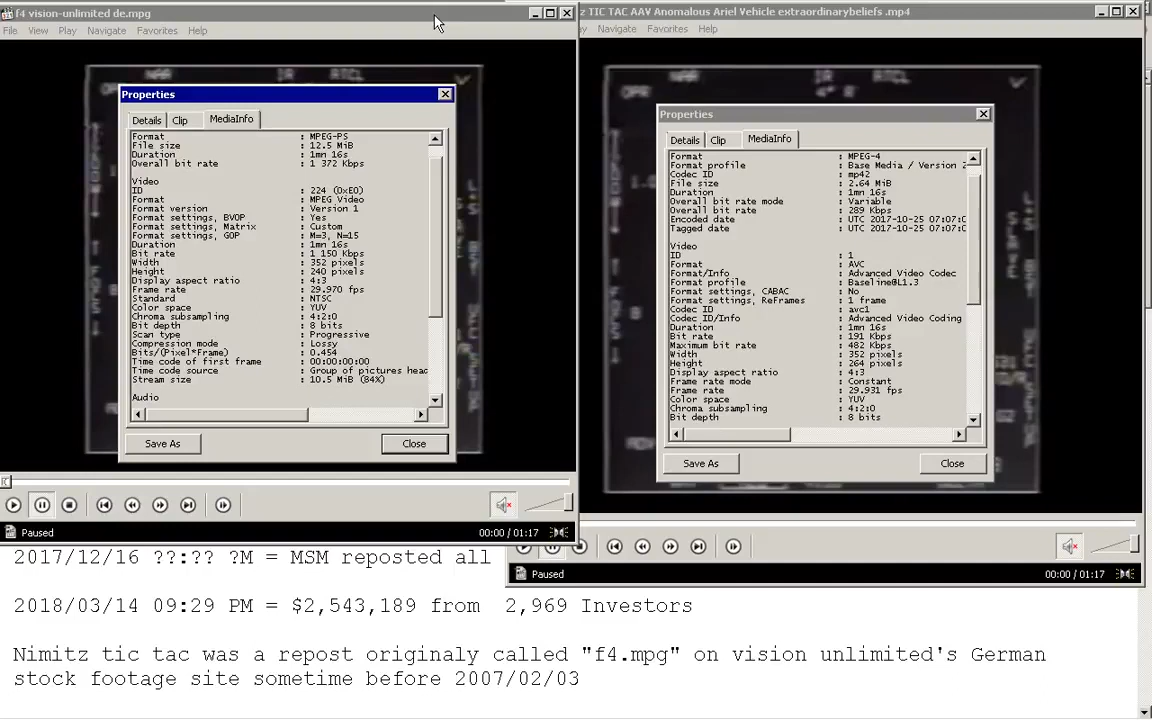 f4 vision-unlimited de.mpg
File View Play Navigate Favorites Help
Properties
Details Clip MediaInfo
Format : MPEG-PS
File size : 12.5 MiB
Duration : 1mn 16s
Overall bit rate : 1 372 Kbps
Video
ID : 224 (0xE0)
Format : MPEG Video
Format version : Version 1
Format settings, BVOP : Yes
Format settings, Matrix : Custom
Format settings, GOP : M=3, N=15
Duration : 1mn 16s
Bit rate : 1 150 Kbps
Width : 352 pixels
Height : 240 pixels
Display aspect ratio : 4:3
Frame rate : 29.970 fps
Standard : NTSC
Color space : YUV
Chroma subsampling : 4:2:0
Bit depth : 8 bits
Scan type : Progressive
Compression mode : Lossy
Bits/(Pixel*Frame) : 0.454
Time code of first frame : 00:00:00:00
Time code source : Group of pictures head
Stream size : 10.5 MiB (84%)
Audio
Save As Close
Paused 00:00 / 01:17
z TIC TAC AAV Anomalous Ariel Vehicle extraordinarybeliefs .mp4
y Navigate Favorites Help
NAR IR RTCL
4° 8
OPR
Properties
Details Clip MediaInfo
Format : MPEG-4
Format profile : Base Media / Version 2
Codec ID : mp42
File size : 2.64 MiB
Duration : 1mn 16s
Overall bit rate mode : Variable
Overall bit rate : 289 Kbps
Encoded date : UTC 2017-10-25 07:07:0
Tagged date : UTC 2017-10-25 07:07:0
Video
ID : 1
Format : AVC
Format/Info : Advanced Video Codec
Format profile : Baseline@L1.3
Format settings, CABAC : No
Format settings, ReFrames : 1 frame
Codec ID : avc1
Codec ID/Info : Advanced Video Coding
Duration : 1mn 16s
Bit rate : 191 Kbps
Maximum bit rate : 482 Kbps
Width : 352 pixels
Height : 264 pixels
Display aspect ratio : 4:3
Frame rate mode : Constant
Frame rate : 29.931 fps
Color space : YUV
Chroma subsampling : 4:2:0
Bit depth : 8 bits
Save As Close
Paused 00:00 / 01:17
2017/12/16 ??:?? ?M = MSM reposted all
2018/03/14 09:29 PM = $2,543,189 from 2,969 Investors
Nimitz tic tac was a repost originaly called "f4.mpg" on vision unlimited's German
stock footage site sometime before 2007/02/03